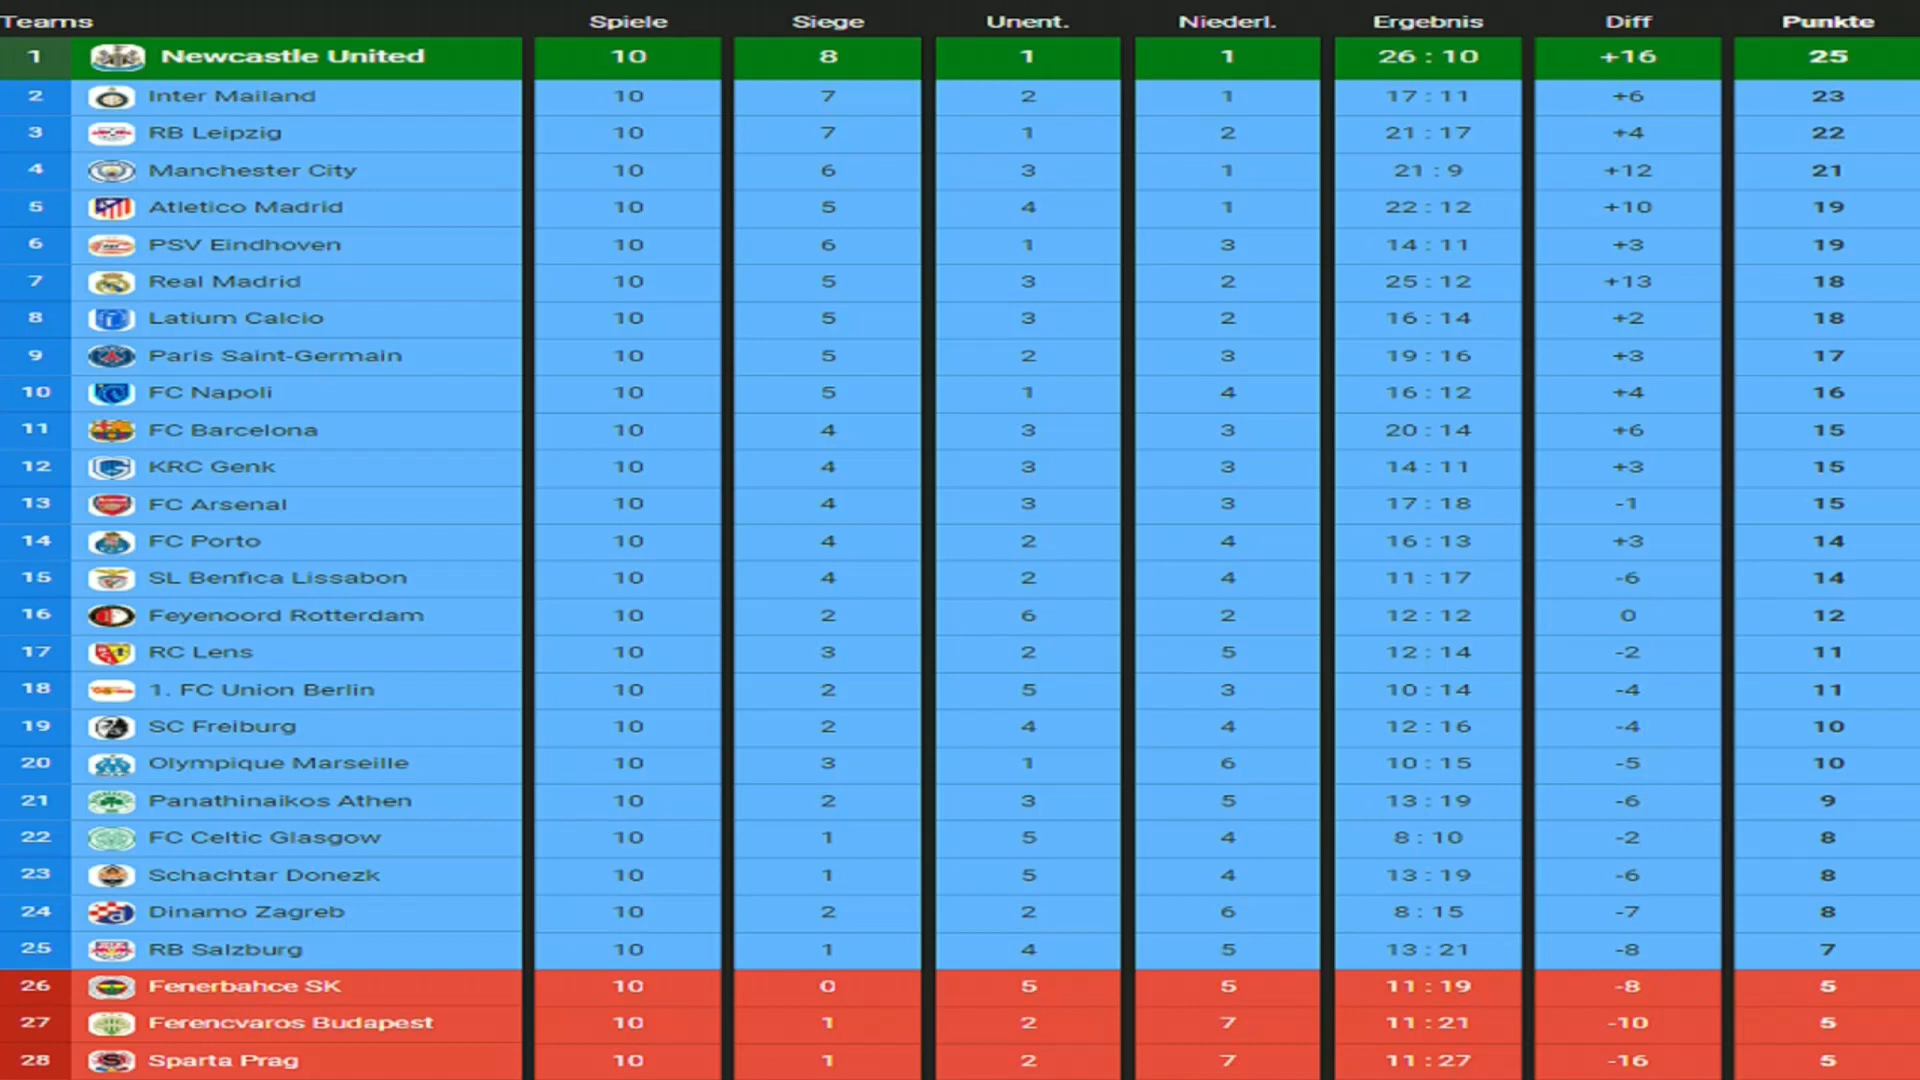 Teams Spiele Siege Unent. Niederl. Ergebnis Diff Punkte
1 Newcastle United 10 8 1 1 26 : 10 +16 25
2 Inter Mailand 10 7 2 1 17 : 11 +6 23
3 RB Leipzig 10 7 1 2 21 : 17 +4 22
4 Manchester City 10 6 3 1 21 : 9 +12 21
5 Atletico Madrid 10 5 4 1 22 : 12 +10 19
6 PSV Eindhoven 10 6 1 3 14 : 11 +3 19
7 Real Madrid 10 5 3 2 25 : 12 +13 18
8 Latium Calcio 10 5 3 2 16 : 14 +2 18
9 Paris Saint-Germain 10 5 2 3 19 : 16 +3 17
10 FC Napoli 10 5 1 4 16 : 12 +4 16
11 FC Barcelona 10 4 3 3 20 : 14 +6 15
12 KRC Genk 10 4 3 3 14 : 11 +3 15
13 FC Arsenal 10 4 3 3 17 : 18 -1 15
14 FC Porto 10 4 2 4 16 : 13 +3 14
15 SL Benfica Lissabon 10 4 2 4 11 : 17 -6 14
16 Feyenoord Rotterdam 10 2 6 2 12 : 12 0 12
17 RC Lens 10 3 2 5 12 : 14 -2 11
18 1. FC Union Berlin 10 2 5 3 10 : 14 -4 11
19 SC Freiburg 10 2 4 4 12 : 16 -4 10
20 Olympique Marseille 10 3 1 6 10 : 15 -5 10
21 Panathinaikos Athen 10 2 3 5 13 : 19 -6 9
22 FC Celtic Glasgow 10 1 5 4 8 : 10 -2 8
23 Schachtar Donezk 10 1 5 4 13 : 19 -6 8
24 Dinamo Zagreb 10 2 2 6 8 : 15 -7 8
25 RB Salzburg 10 1 4 5 13 : 21 -8 7
26 Fenerbahce SK 10 0 5 5 11 : 19 -8 5
27 Ferencvaros Budapest 10 1 2 7 11 : 21 -10 5
28 Sparta Prag 10 1 2 7 11 : 27 -16 5